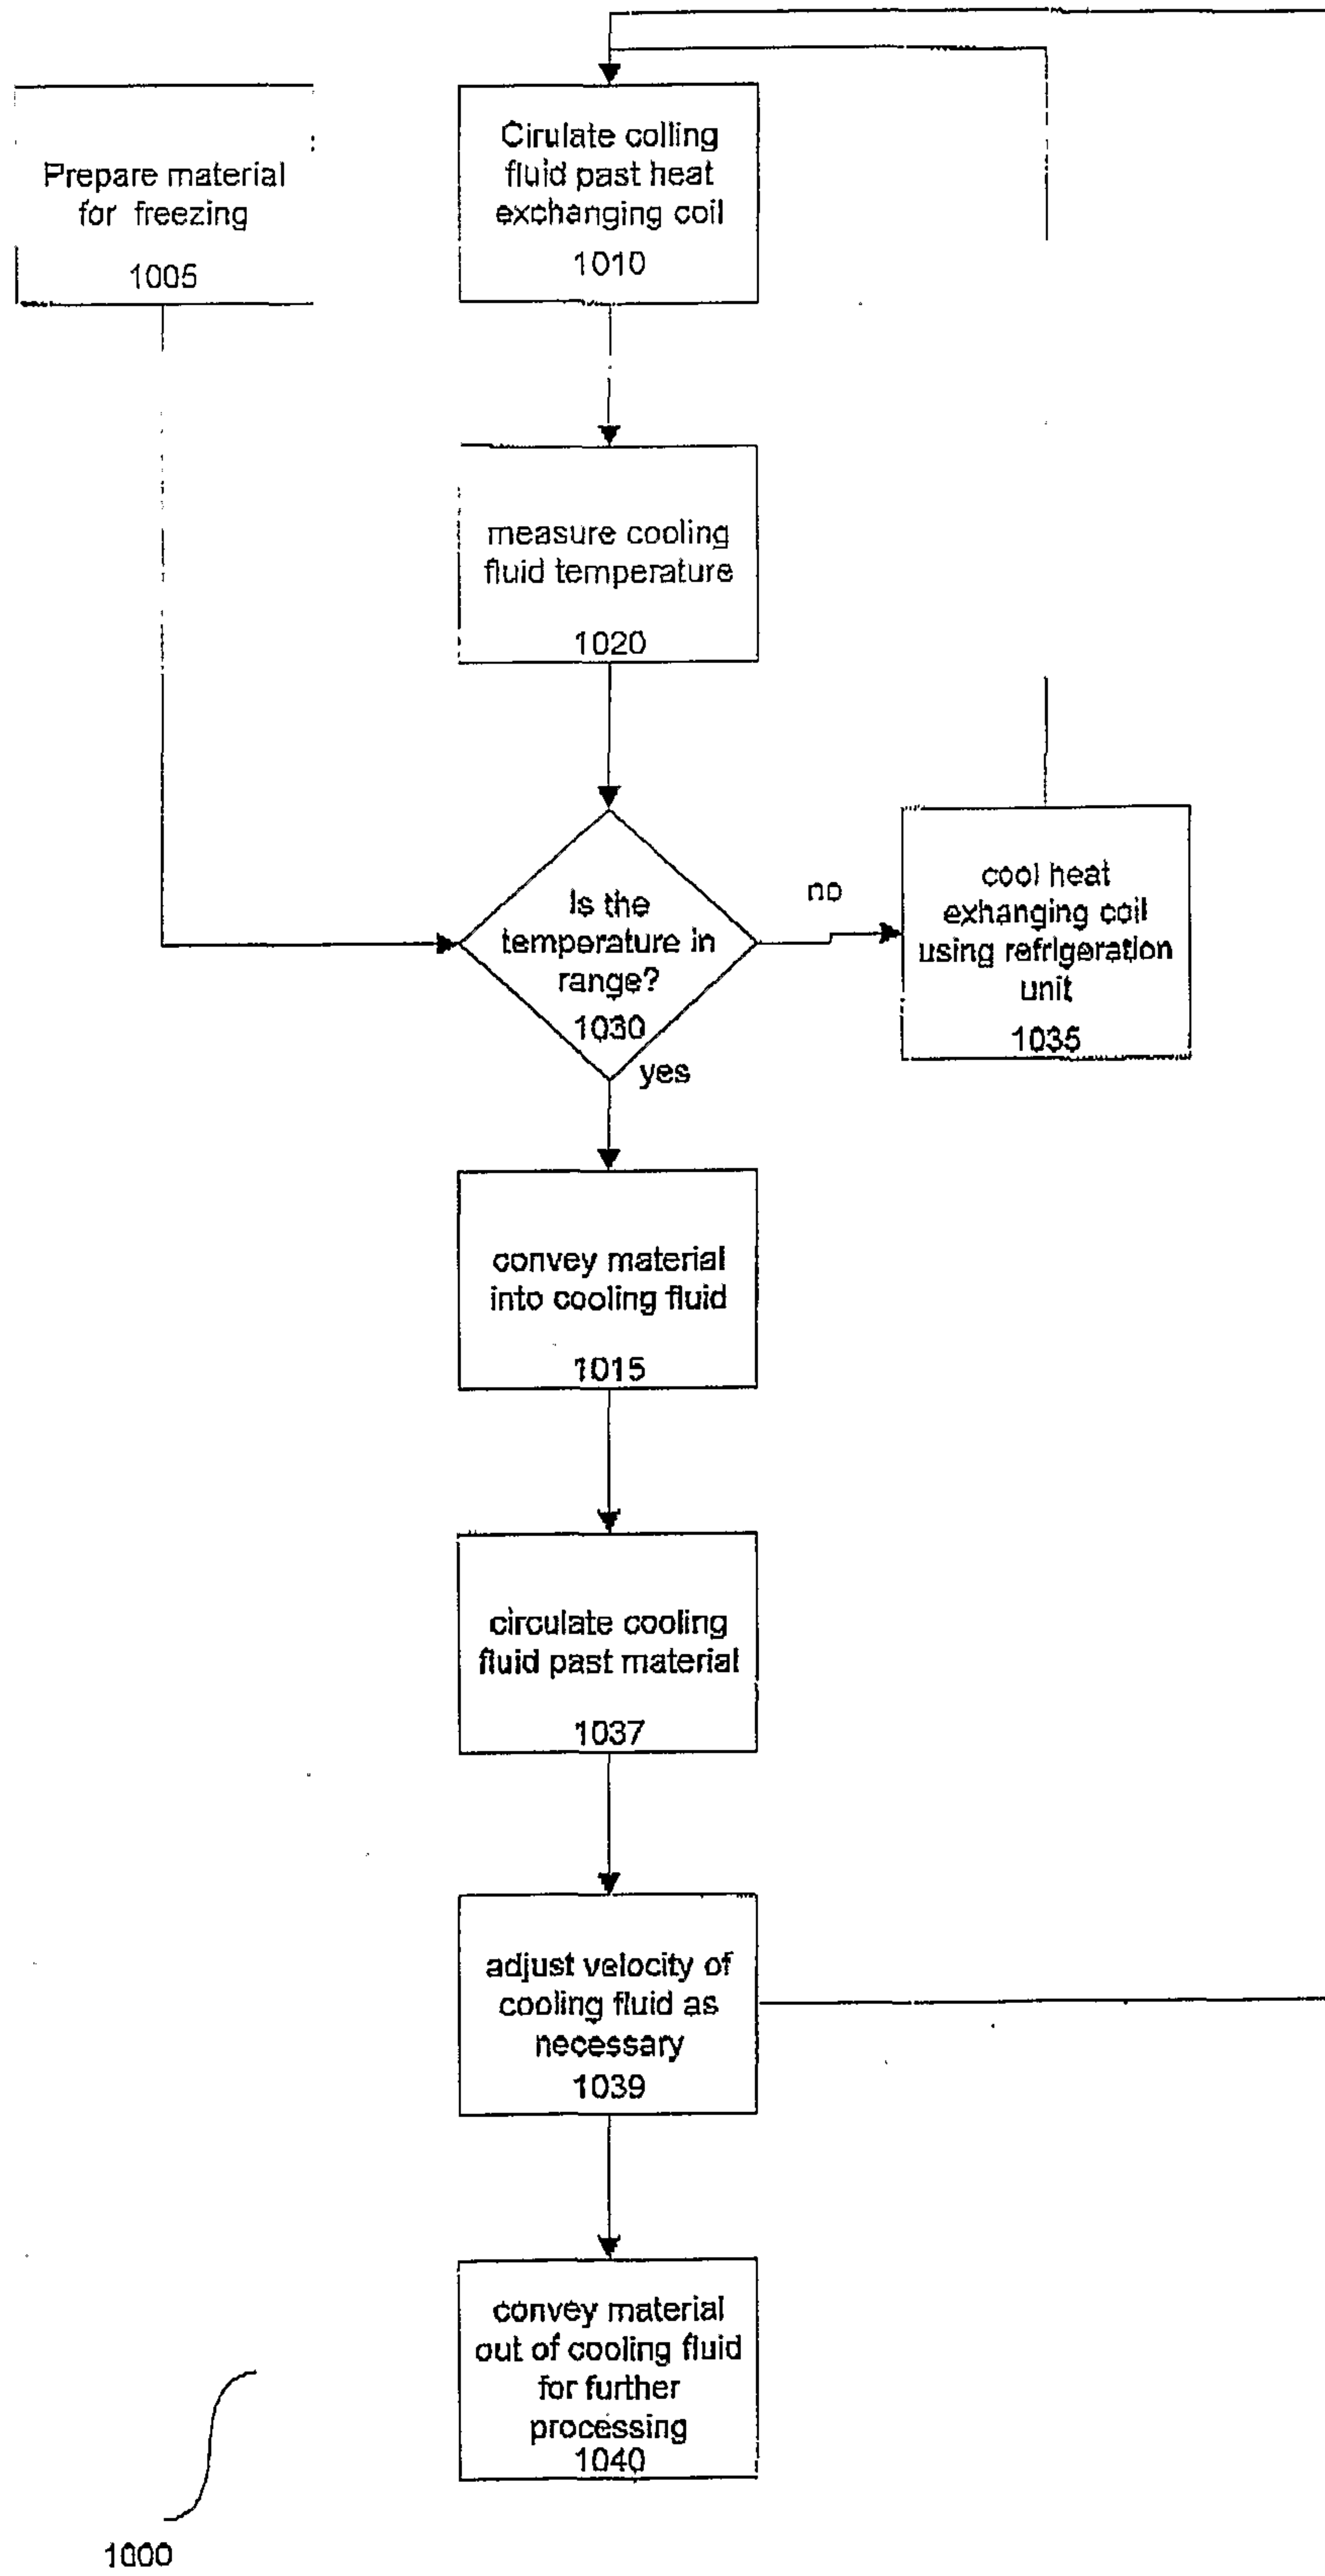 Prepare material
for freezing
1005
Cirulate colling
fluid past heat
exchanging coil
1010
measure cooling
fluid temperature
1020
Is the
temperature in
range?
1030
no
yes
cool heat
exhanging coil
using refrigeration
unit
1035
convey material
into cooling fluid
1015
circulate cooling
fluid past material
1037
adjust velocity of
cooling fluid as
necessary
1039
convey material
out of cooling fluid
for further
processing
1040
1000